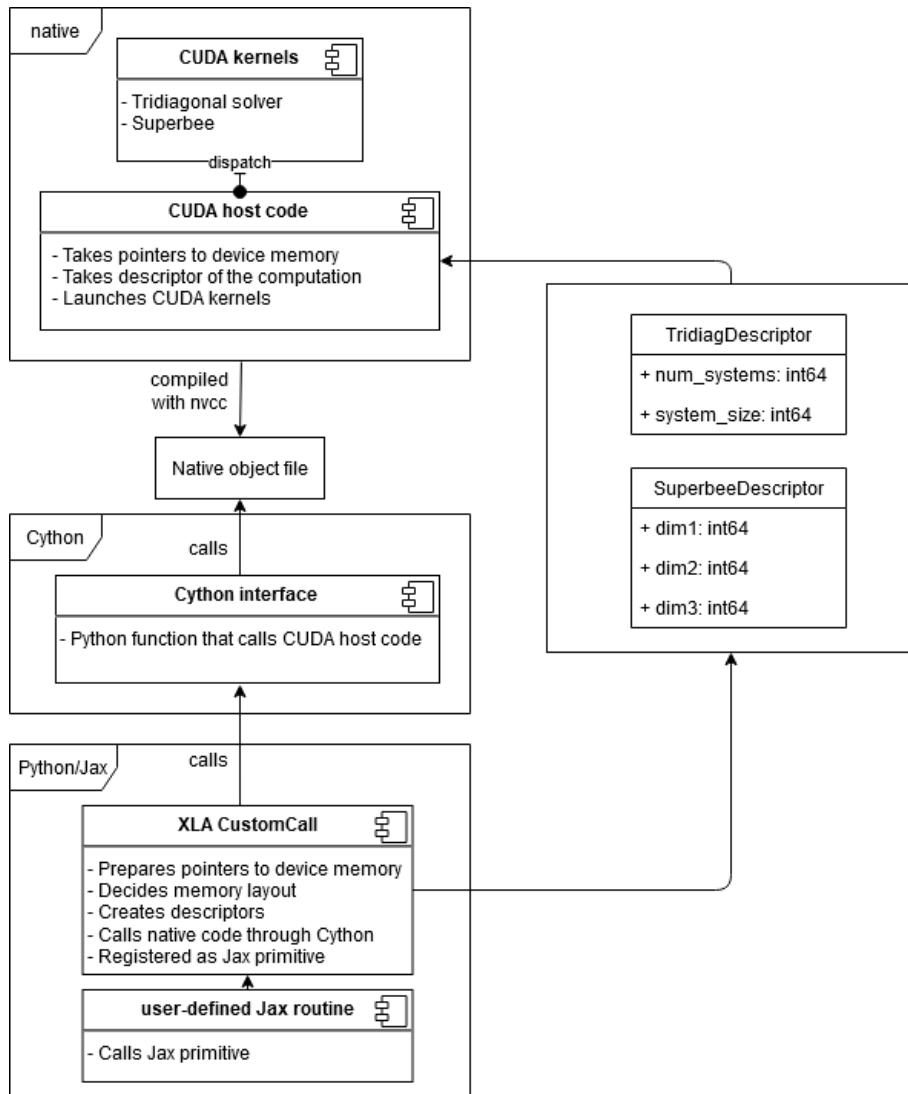 native
CUDA kernels
- Tridiagonal solver
- Superbee
dispatch
CUDA host code
- Takes pointers to device memory
- Takes descriptor of the computation
- Launches CUDA kernels
compiled
with nvcc
Native object file
TridiagDescriptor
+ num_systems: int64
+ system_size: int64
SuperbeeDescriptor
+ dim1: int64
+ dim2: int64
+ dim3: int64
Cython
calls
Cython interface
- Python function that calls CUDA host code
calls
Python/Jax
XLA CustomCall
- Prepares pointers to device memory
- Decides memory layout
- Creates descriptors
- Calls native code through Cython
- Registered as Jax primitive
user-defined Jax routine
- Calls Jax primitive